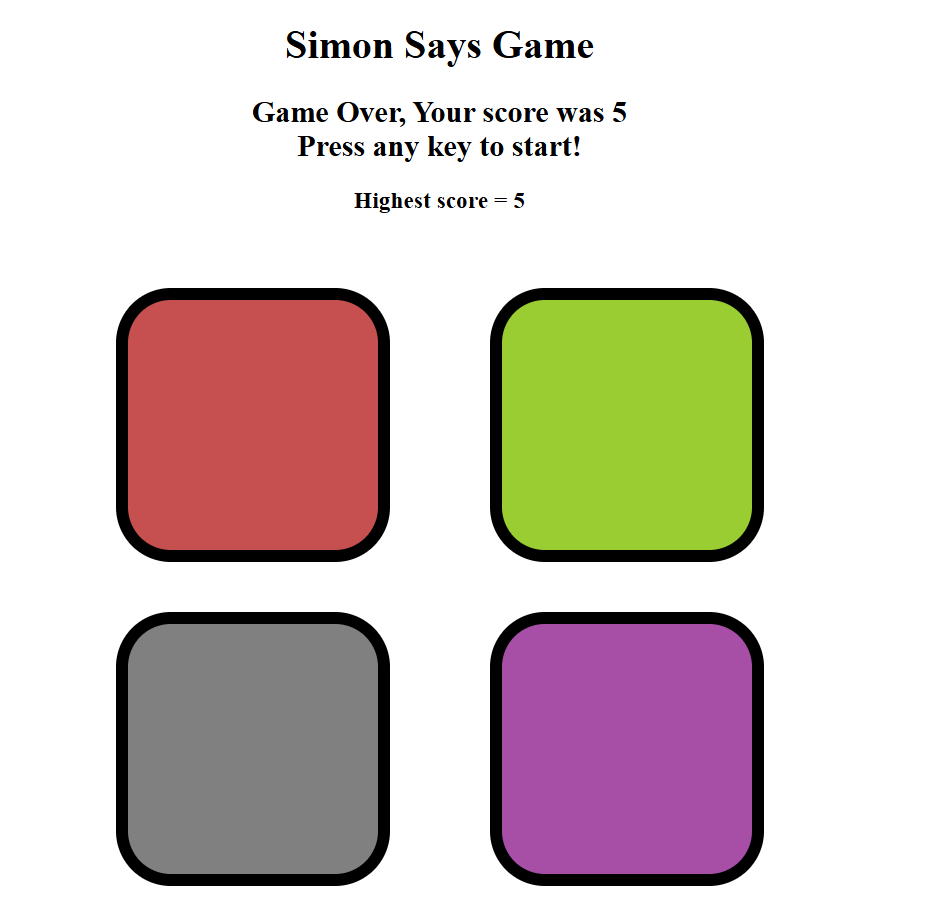 Simon Says Game
Game Over, Your score was 5
Press any key to start!
Highest score = 5